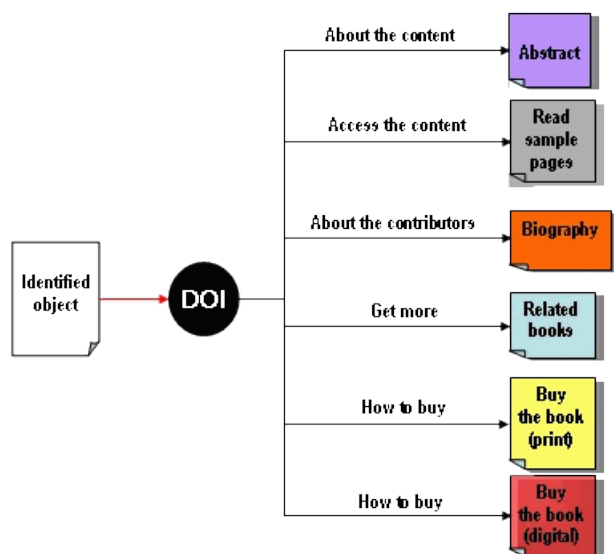 About the content
Abstract
Access the content
Read
sample
pages
About the contributors
Biography
Identified
object
DOI
Get more
Related
books
How to buy
Buy
the book
(print)
How to buy
Buy
the book
(digital)